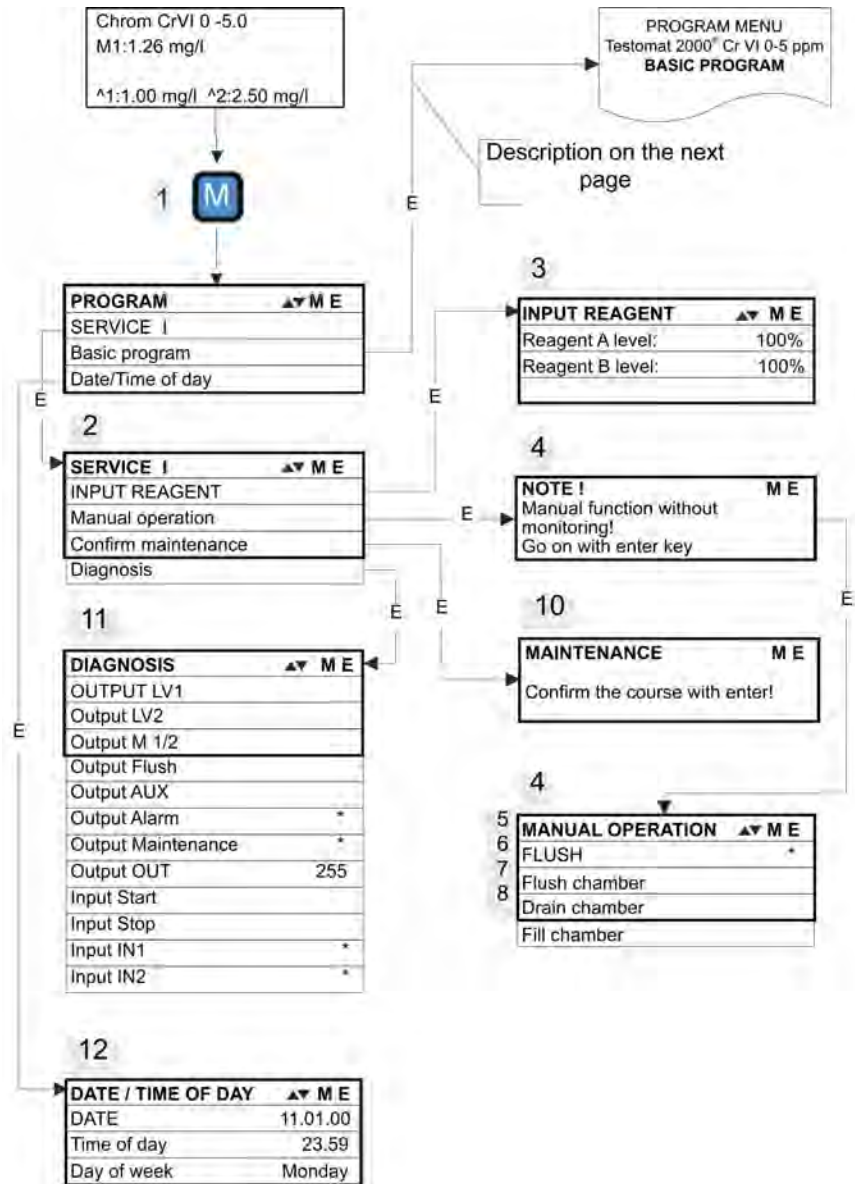 Chrom CrVI 0 -5.0
M1:1.26 mg/l
^1:1.00 mg/l ^2:2.50 mg/l
PROGRAM MENU
Testomat 2000® Cr VI 0-5 ppm
BASIC PROGRAM
Description on the next
page
1
M
E
PROGRAM ▲▼ M E
SERVICE I
Basic program
Date/Time of day
E
2
SERVICE I ▲▼ M E
INPUT REAGENT
Manual operation
Confirm maintenance
Diagnosis
3
INPUT REAGENT ▲▼ M E
Reagent A level: 100%
Reagent B level: 100%
E
4
NOTE ! M E
Manual function without
monitoring!
Go on with enter key
E
E
E
E
10
MAINTENANCE M E
Confirm the course with enter!
11
DIAGNOSIS ▲▼ M E
OUTPUT LV1
Output LV2
Output M 1/2
Output Flush
Output AUX
Output Alarm *
Output Maintenance *
Output OUT 255
Input Start
Input Stop
Input IN1 *
Input IN2 *
E
4
5
6
7
8
MANUAL OPERATION ▲▼ M E
FLUSH *
Flush chamber
Drain chamber
Fill chamber
12
DATE / TIME OF DAY ▲▼ M E
DATE 11.01.00
Time of day 23.59
Day of week Monday